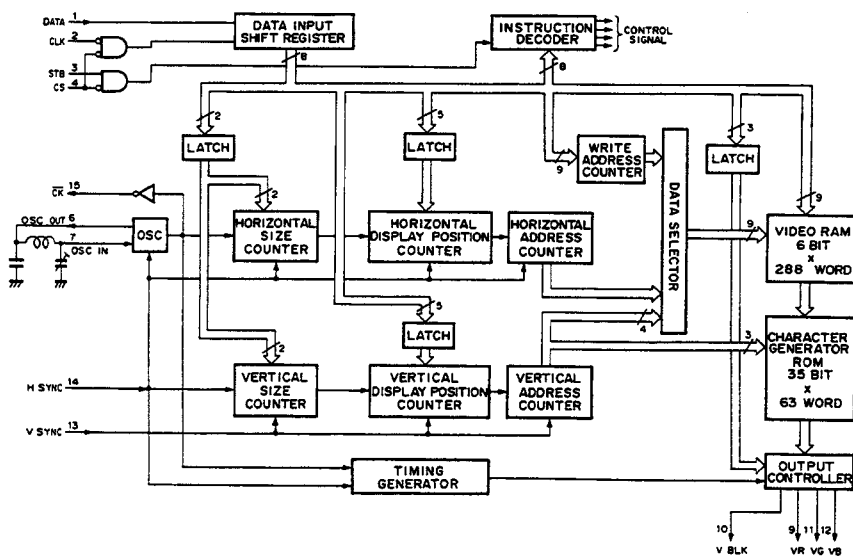 DATA 1
CLK 2
STB 3
CS 4
DATA INPUT
SHIFT REGISTER
8
INSTRUCTION
DECODER
CONTROL
SIGNAL
8
2
LATCH
5
LATCH
9
WRITE
ADDRESS
COUNTER
3
LATCH
9
CK 15
OSC OUT 6
7
OSC IN
OSC
2
HORIZONTAL
SIZE
COUNTER
HORIZONTAL
DISPLAY POSITION
COUNTER
HORIZONTAL
ADDRESS
COUNTER
DATA SELECTOR
9
VIDEO RAM
6 BIT
x
288 WORD
5
LATCH
4
3
CHARACTER
GENERATOR
ROM
35 BIT
x
63 WORD
2
H SYNC 14
VERTICAL
SIZE
COUNTER
VERTICAL
DISPLAY POSITION
COUNTER
VERTICAL
ADDRESS
COUNTER
V SYNC 13
TIMING
GENERATOR
OUTPUT
CONTROLLER
10
9
11
12
V BLK
VR
VG
VB